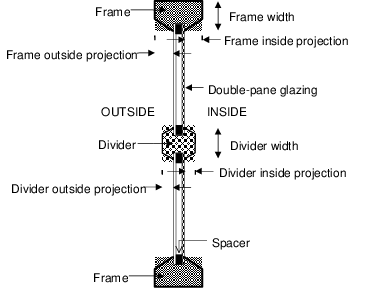 Frame
Frame width
Frame inside projection
Frame outside projection
Double-pane glazing
OUTSIDE INSIDE
Divider
Divider width
Divider inside projection
Divider outside projection
Spacer
Frame